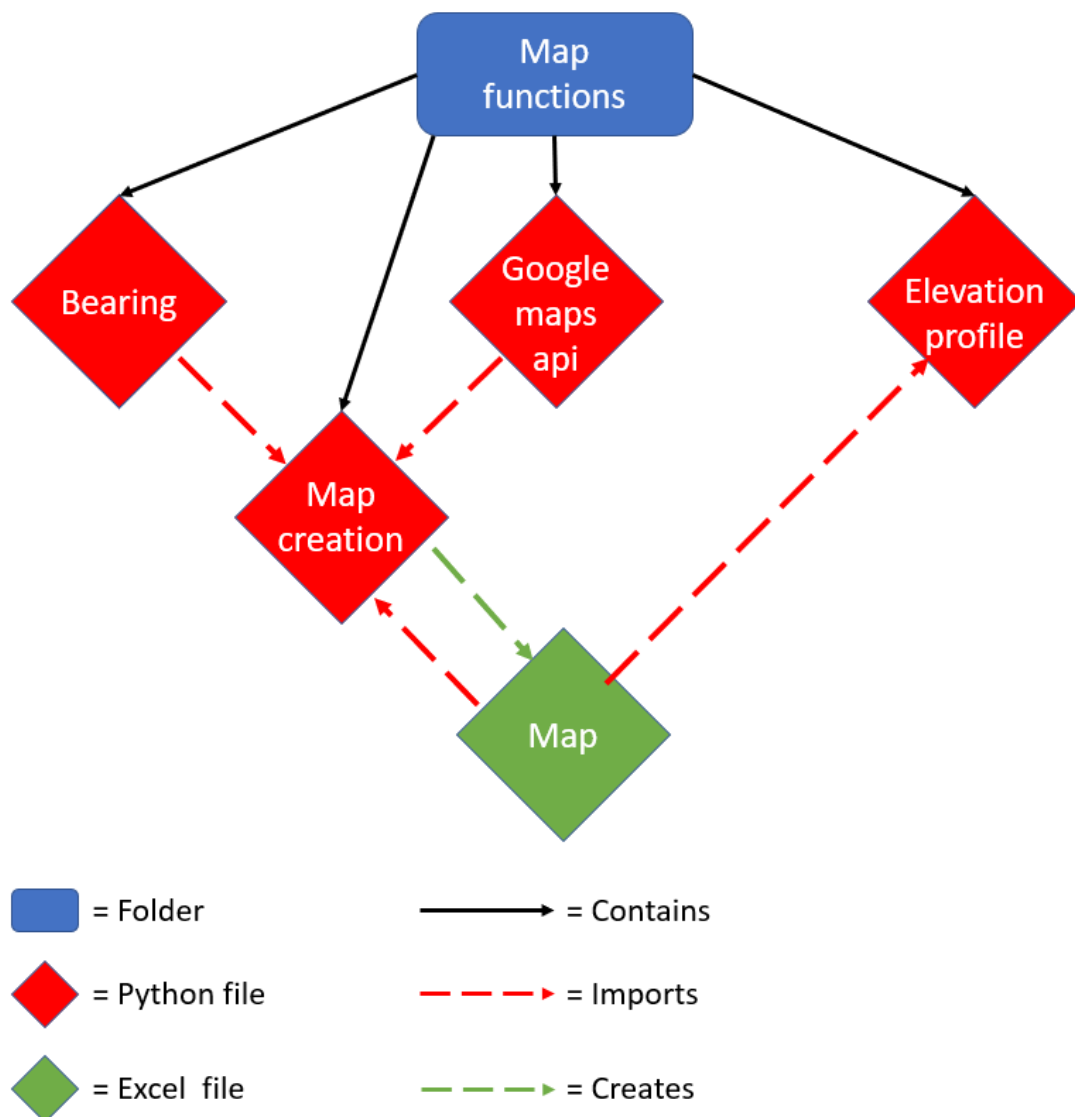 Map
functions
Bearing
Google
maps
api
Elevation
profile
Map
creation
Map
= Folder
= Contains
= Python file
= Imports
= Excel  file
= Creates